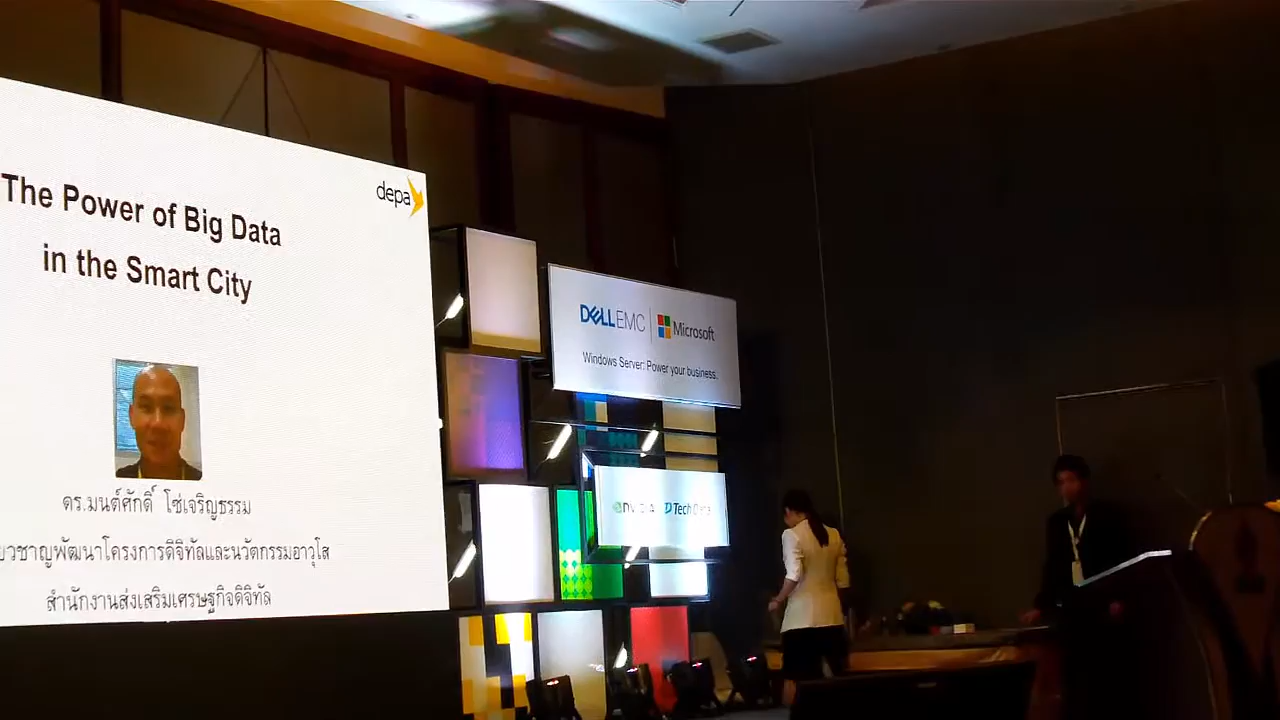 The Power of Big Data
in the Smart City
depa
ดร.มนต์ศักดิ์ โซ่เจริญธรรม
ยวชาญพัฒนาโครงการดิจิทัลและนวัตกรรมอาวุโส
สำนักงานส่งเสริมเศรษฐกิจดิจิทัล
DELLEMC | Microsoft
Windows Server: Power your business.
NVIDIA Tech Data